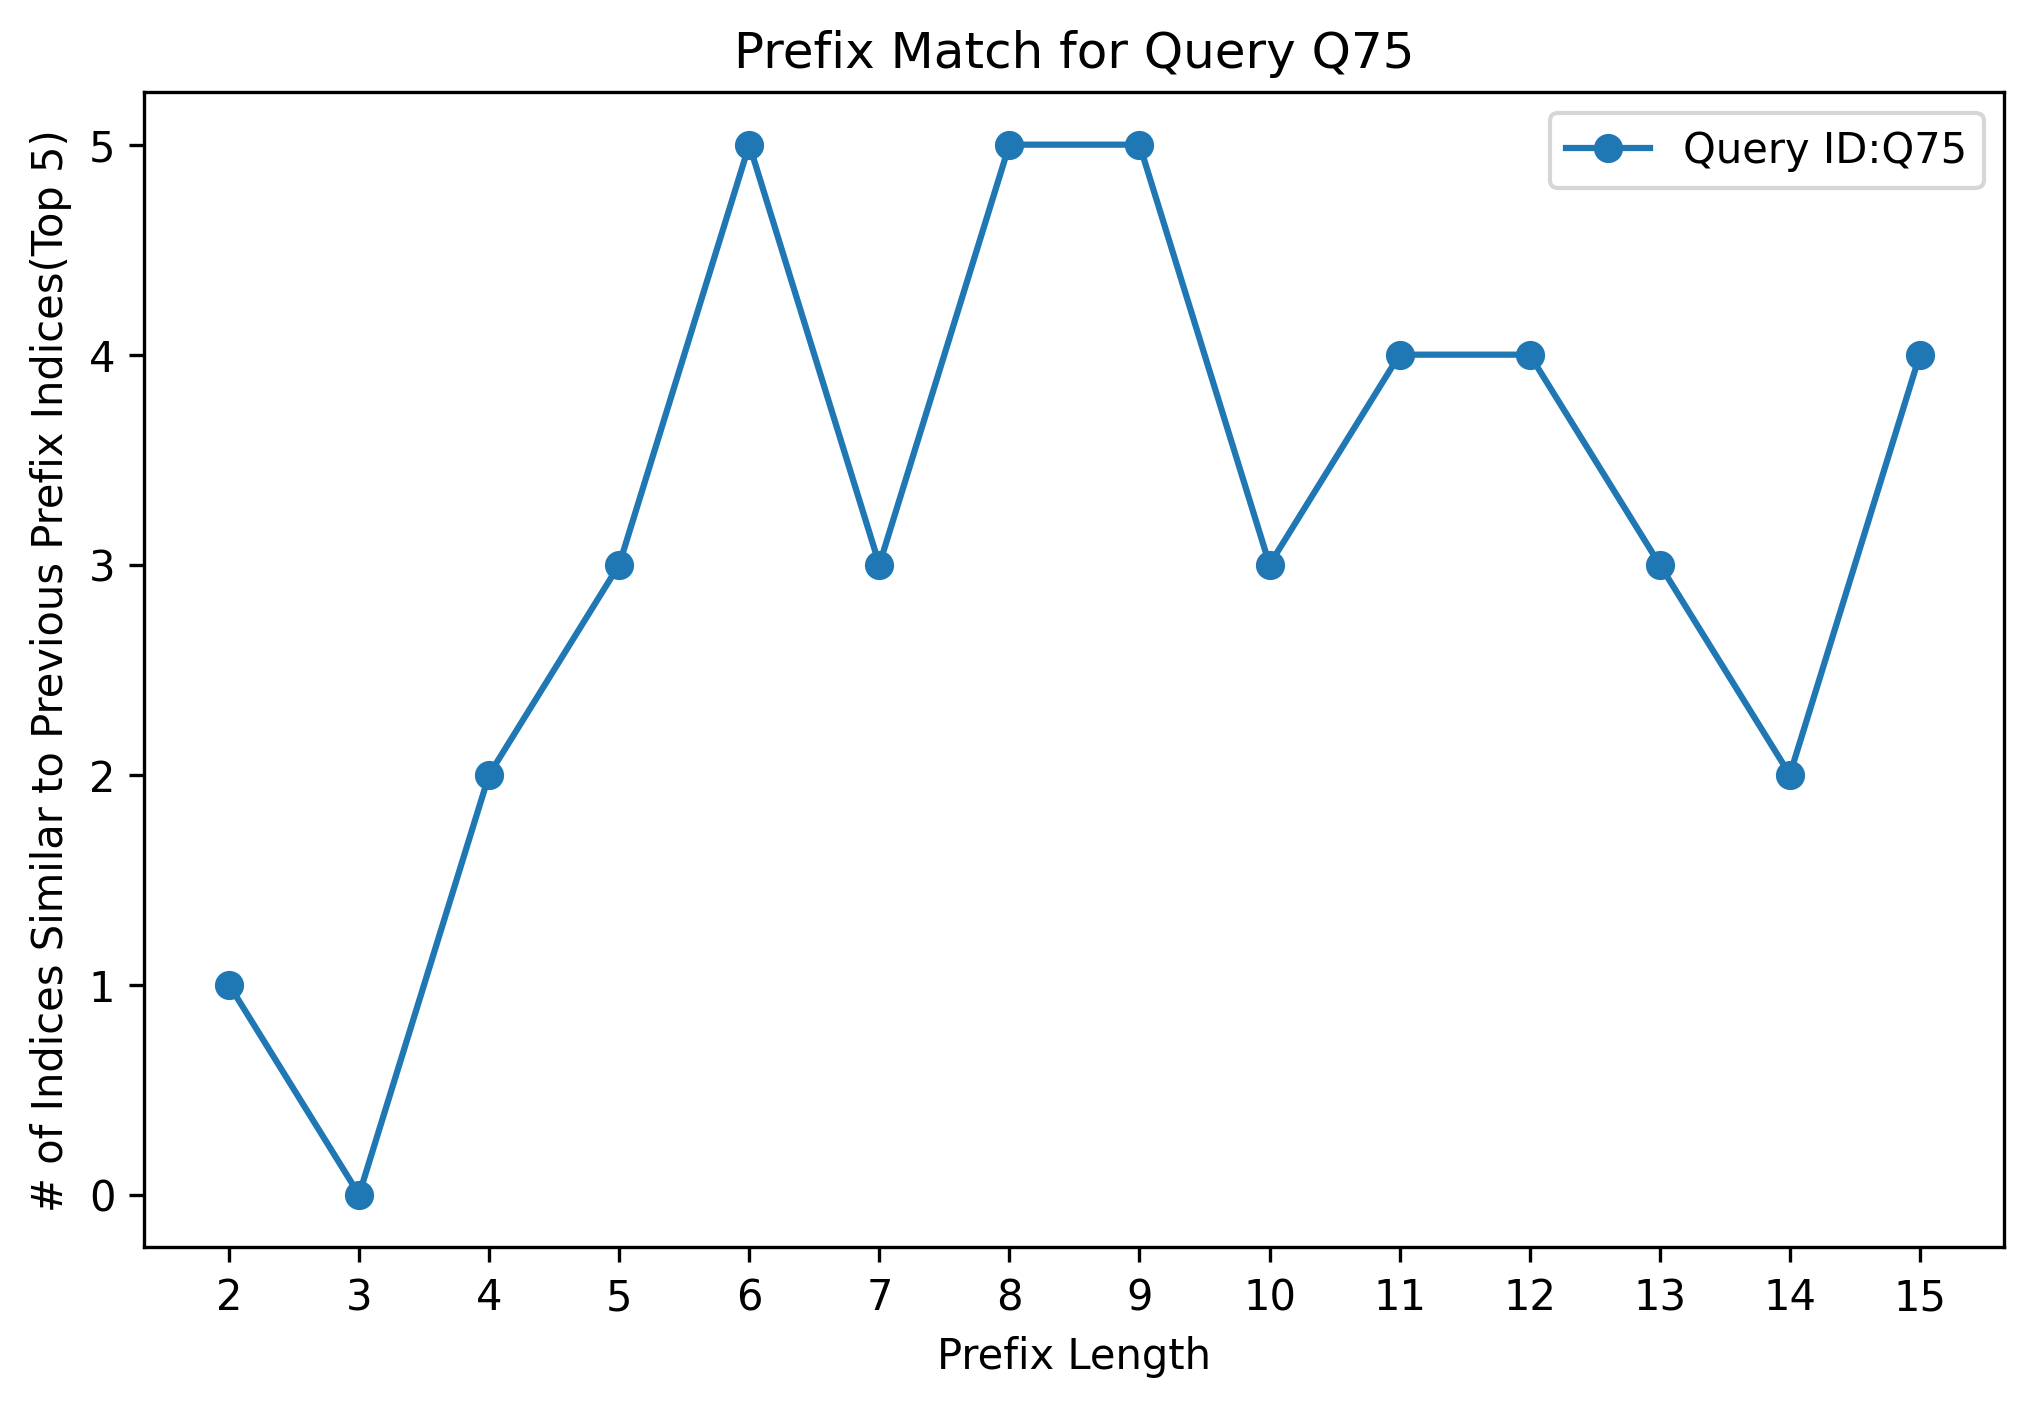 Prefix Match for Query Q75
Query ID:Q75
# of Indices Similar to Previous Prefix Indices(Top 5)
5
4
3
2
1
0
2 3 4 5 6 7 8 9 10 11 12 13 14 15
Prefix Length